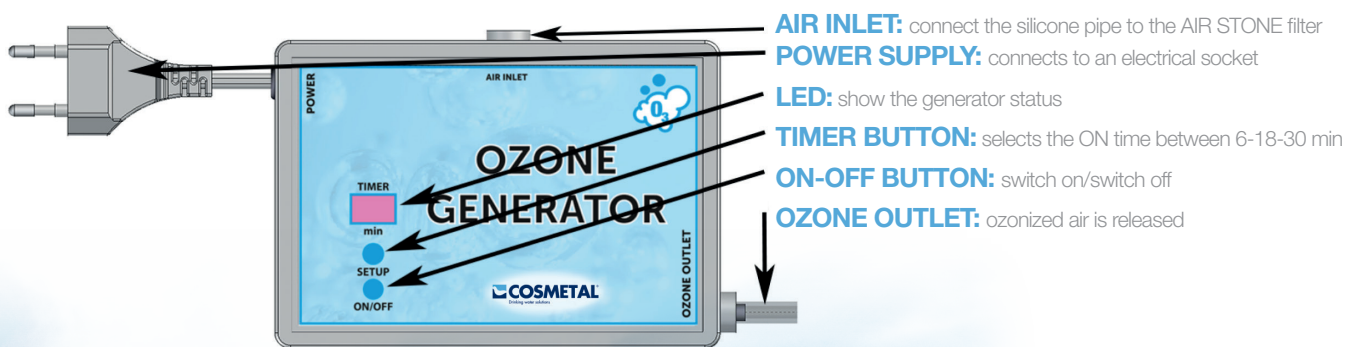 AIR INLET: connect the silicone pipe to the AIR STONE filter
POWER SUPPLY: connects to an electrical socket
LED: show the generator status
TIMER BUTTON: selects the ON time between 6-18-30 min
ON-OFF BUTTON: switch on/switch off
OZONE OUTLET: ozonized air is released
POWER
AIR INLET
O3
OZONE
GENERATOR
TIMER
min
SETUP
ON/OFF
COSMETAL
Drinking water solutions
OZONE OUTLET